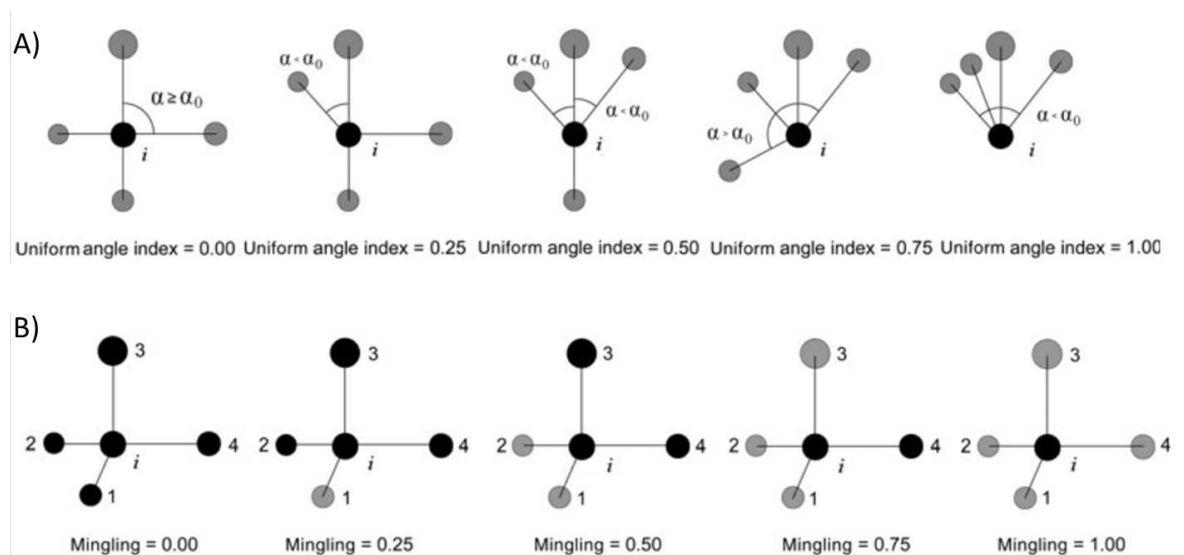 A)
α ≥ α₀
i
α < α₀
i
α < α₀
α < α₀
i
α > α₀
i
α < α₀
i
Uniform angle index = 0.00 Uniform angle index = 0.25 Uniform angle index = 0.50 Uniform angle index = 0.75 Uniform angle index = 1.00
B)
3 3 3 3 3
2 4 2 4 2 4 2 4 2 4
i i i i i
1 1 1 1 1
Mingling = 0.00 Mingling = 0.25 Mingling = 0.50 Mingling = 0.75 Mingling = 1.00